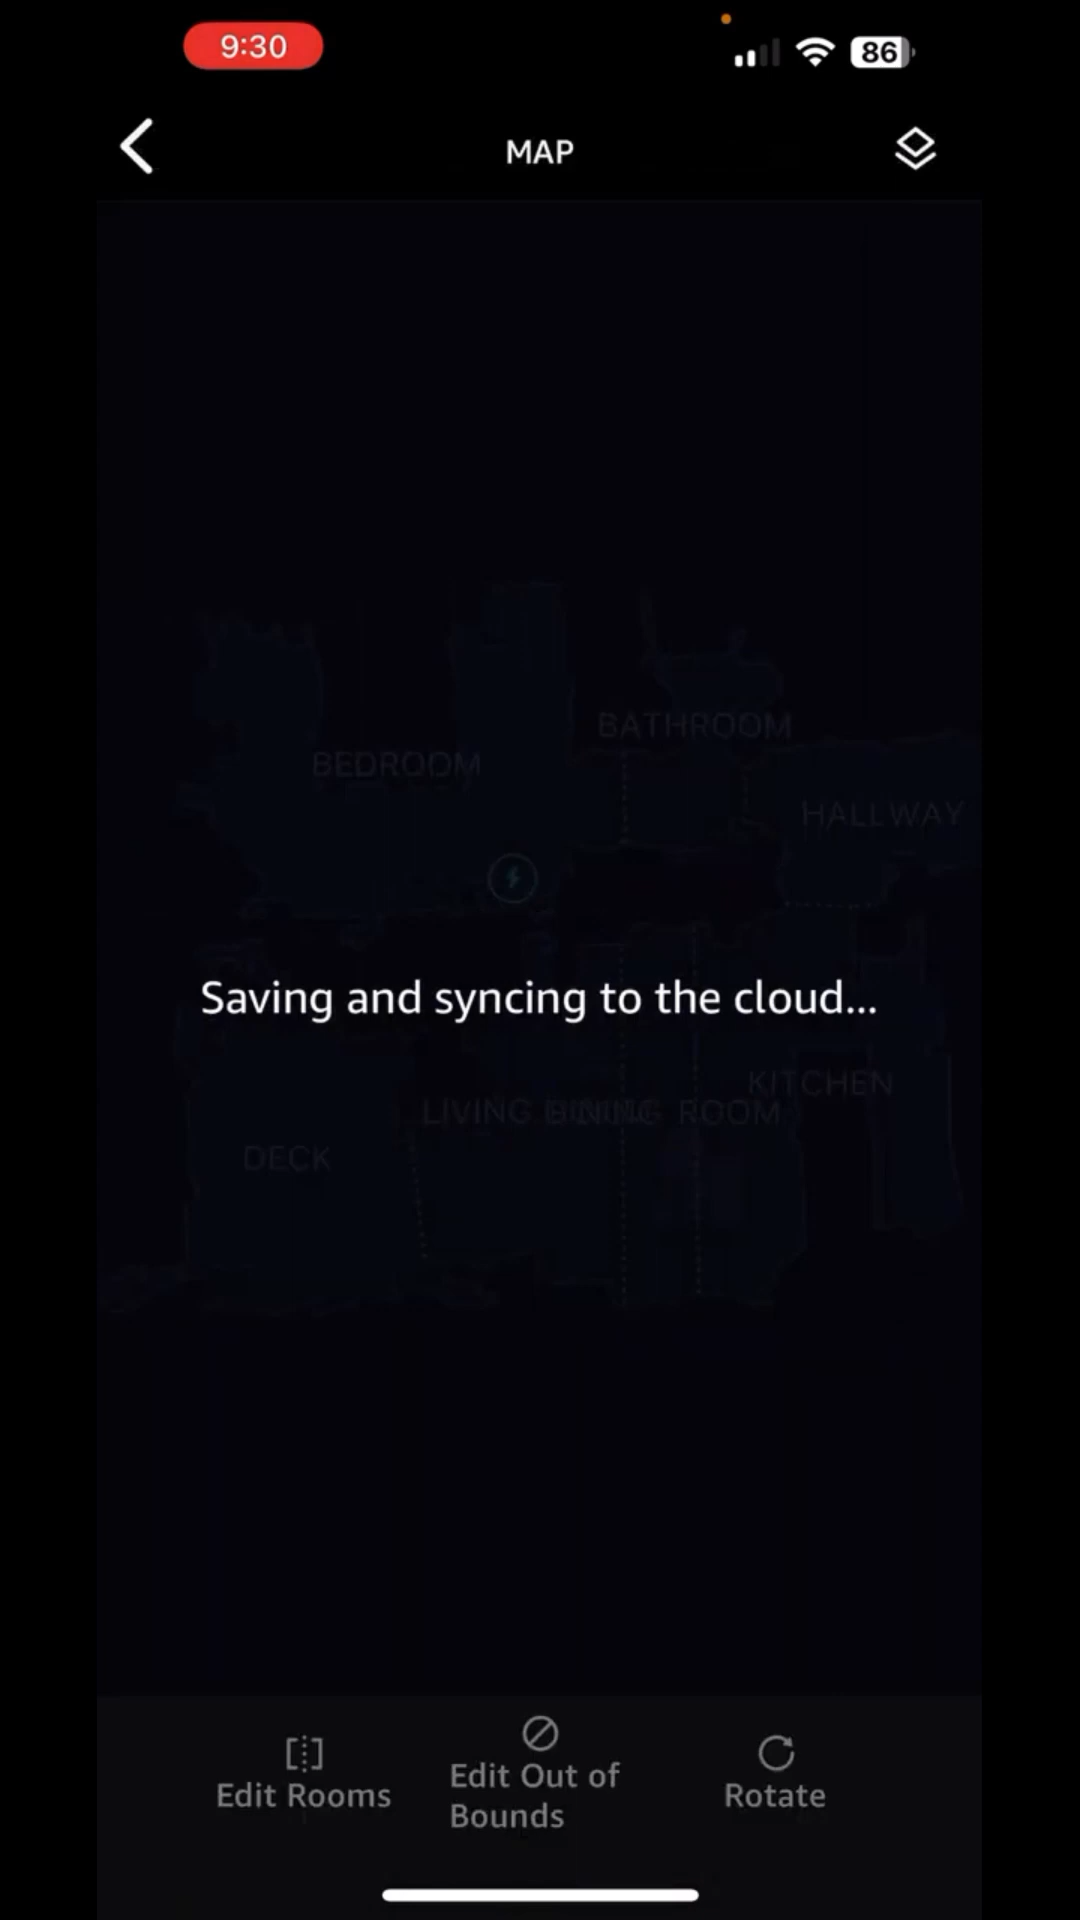 9:30
86
MAP
BATHROOM
BEDROOM
HALLWAY
Saving and syncing to the cloud...
KITCHEN
LIVING
ROOM
DECK
Edit Rooms
Edit Out of
Bounds
Rotate